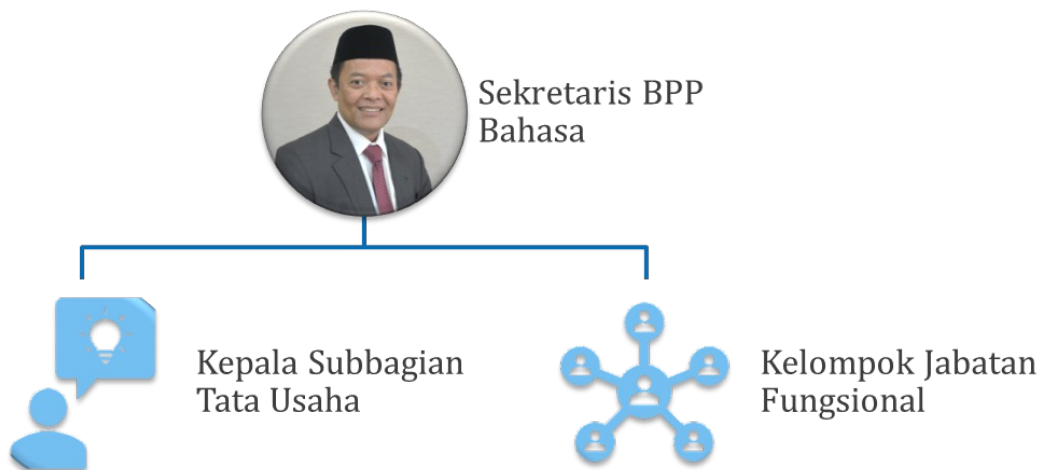 Sekretaris BPP
Bahasa
Kepala Subbagian
Tata Usaha
Kelompok Jabatan
Fungsional